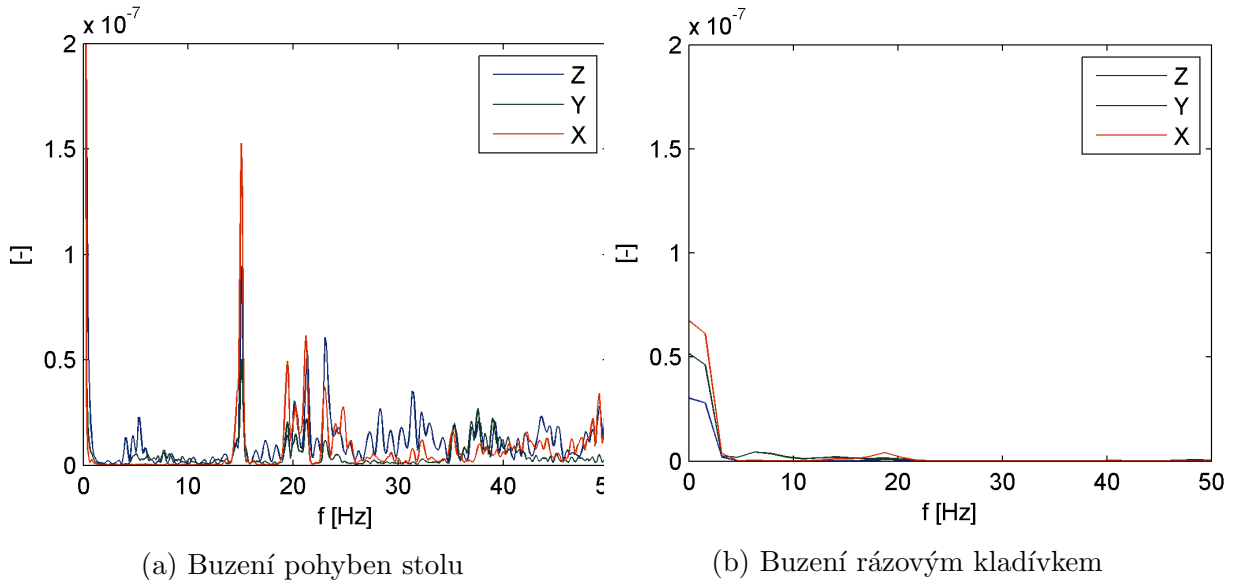 x 10⁻⁷
2
1.5
1
0.5
0
[-]
0 10 20 30 40 5
f [Hz]
Z
Y
X
(a) Buzení pohyben stolu
x 10⁻⁷
2
1.5
1
0.5
0
[-]
0 10 20 30 40 50
f [Hz]
Z
Y
X
(b) Buzení rázovým kladívkem